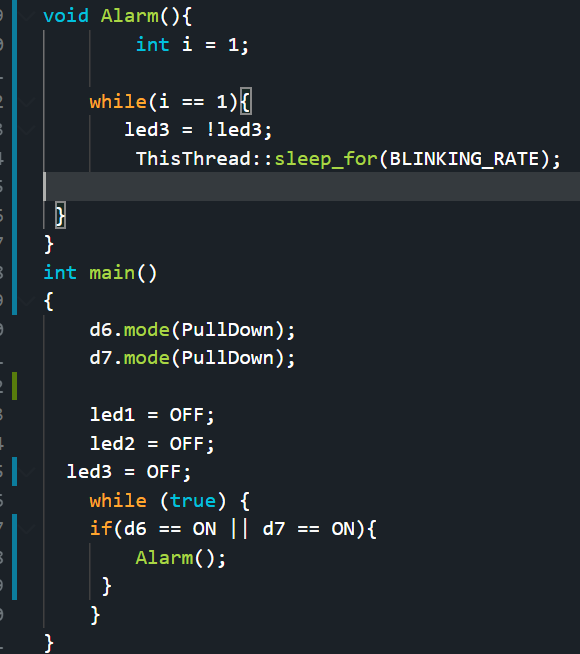 void Alarm(){
int i = 1;
while(i == 1){
led3 = !led3;
ThisThread::sleep_for(BLINKING_RATE);
}
}
int main()
{
d6.mode(PullDown);
d7.mode(PullDown);
led1 = OFF;
led2 = OFF;
led3 = OFF;
while (true) {
if(d6 == ON || d7 == ON){
Alarm();
}
}
}